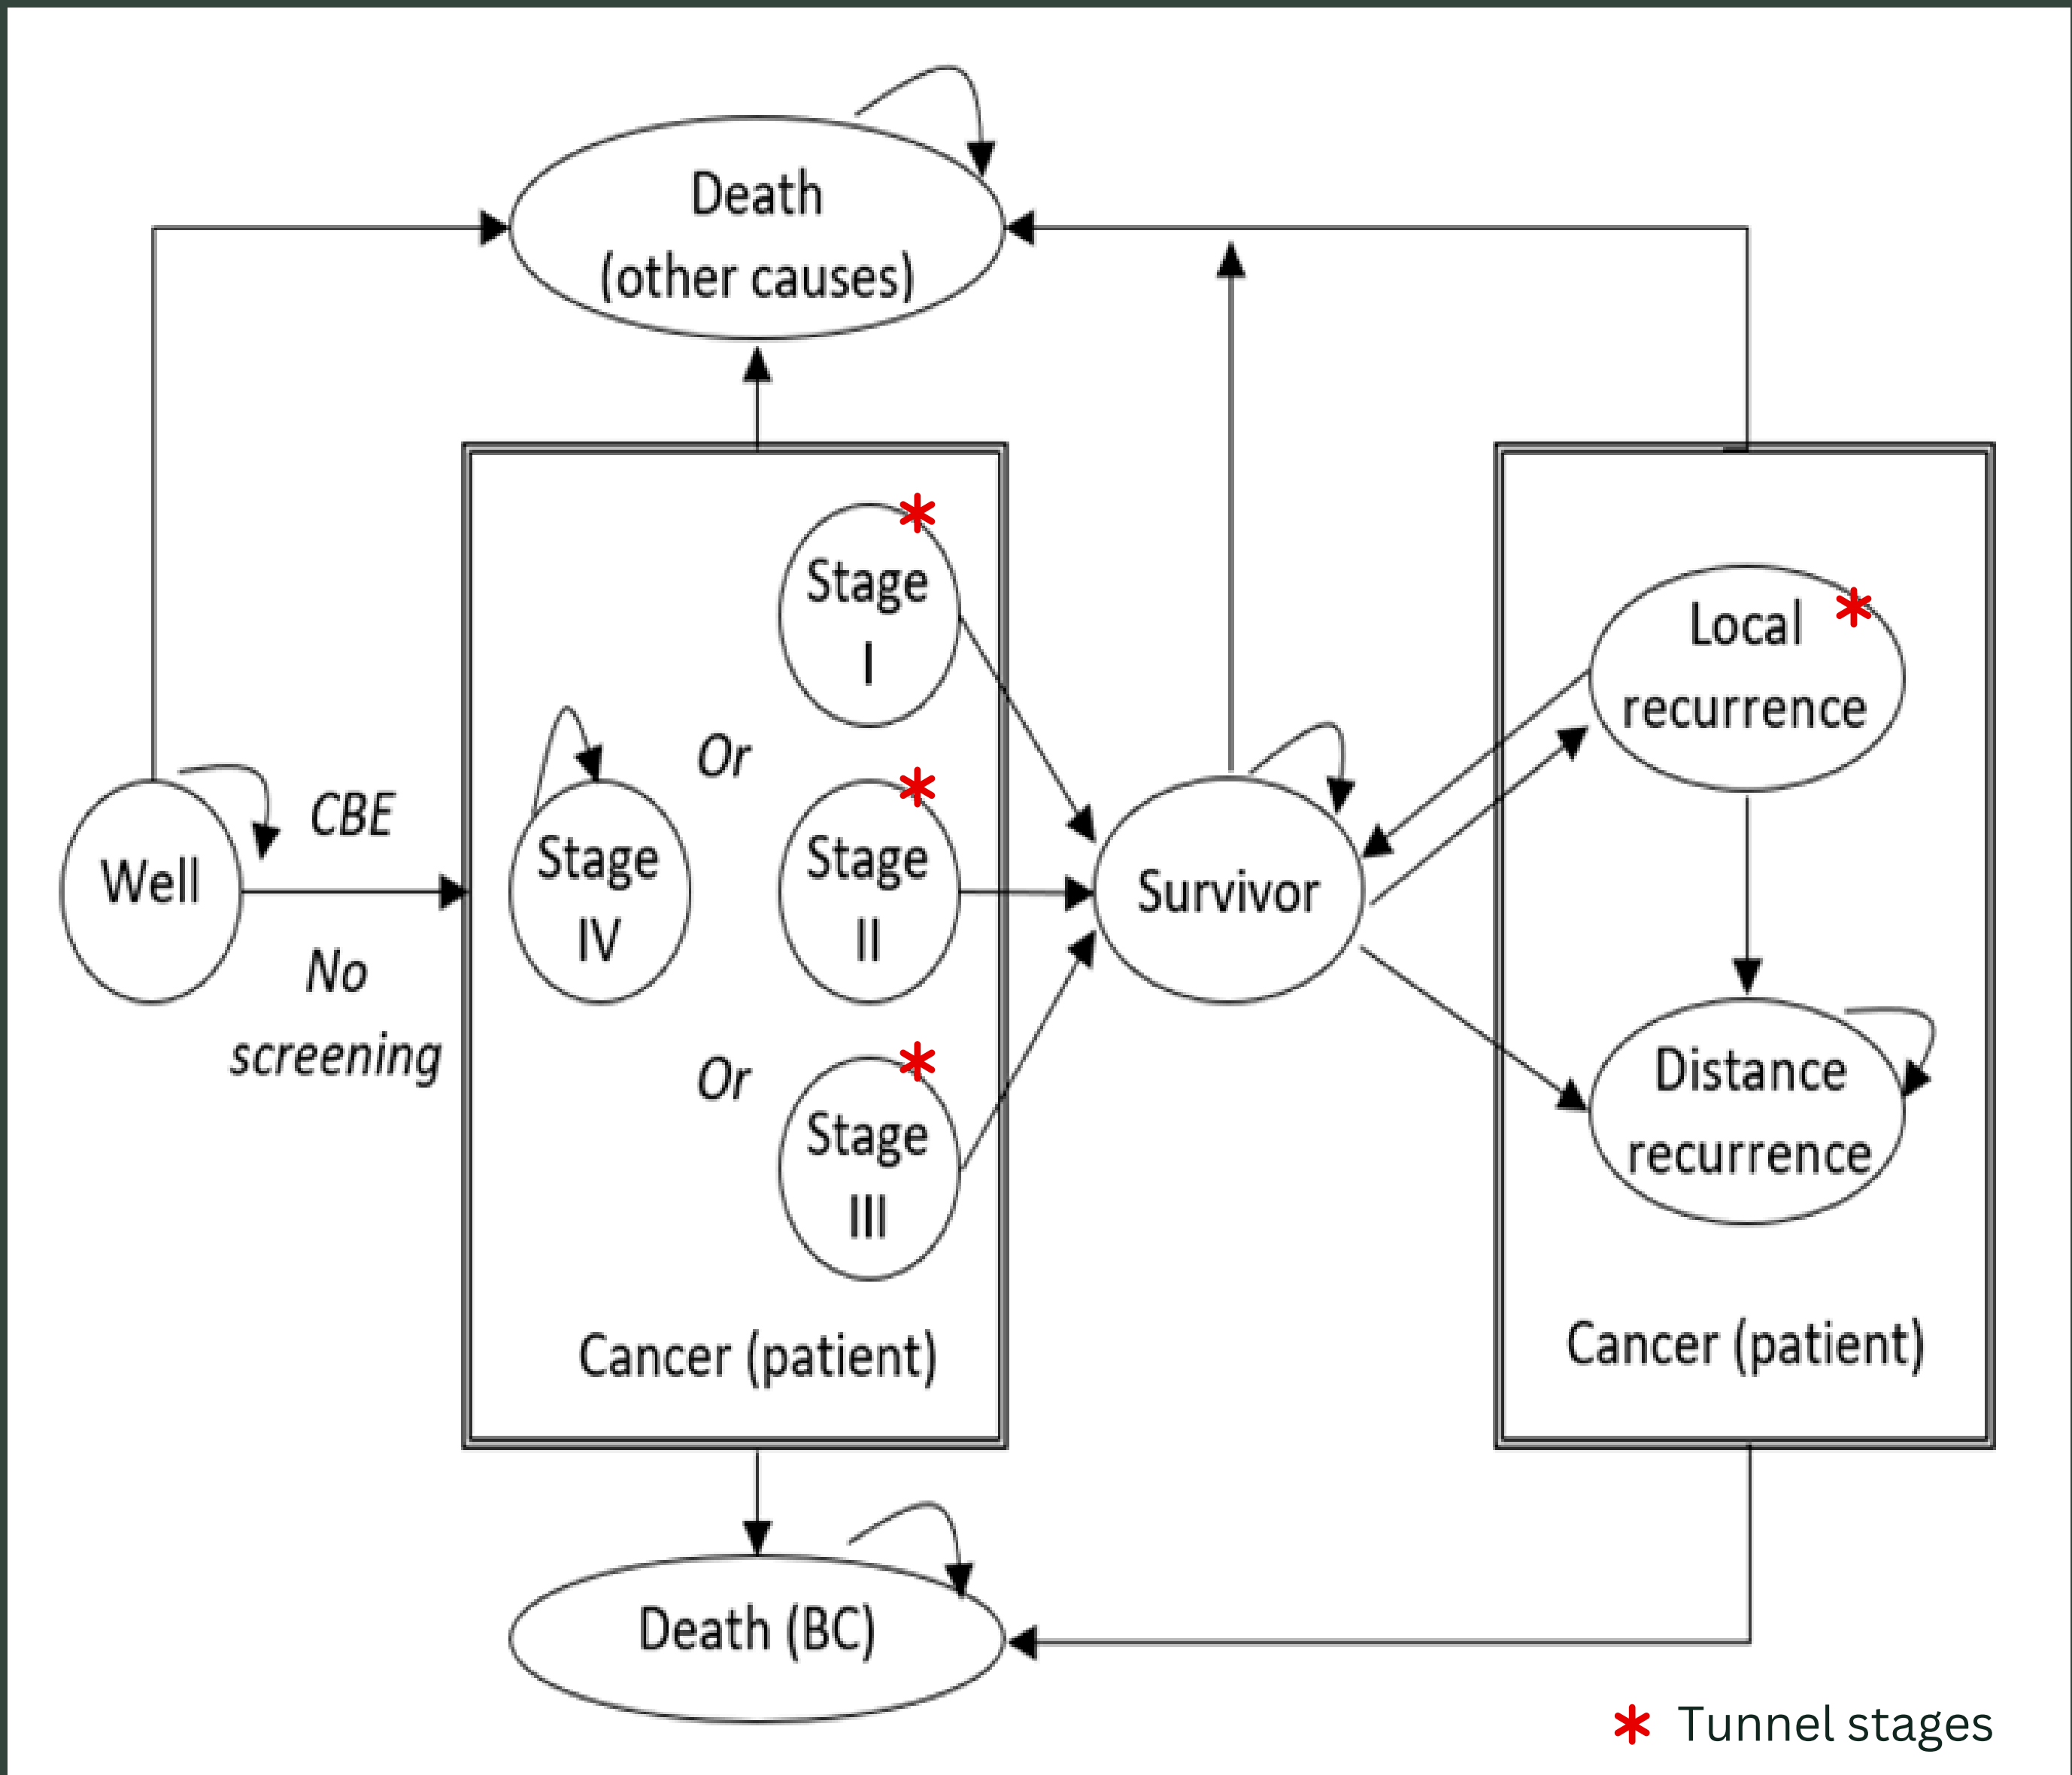 Death
(other causes)
Stage
I
Local
recurrence
Or
CBE
Well
Stage
IV
Stage
II
Survivor
No
screening
Or
Stage
III
Distance
recurrence
Cancer (patient)
Cancer (patient)
Death (BC)
* Tunnel stages